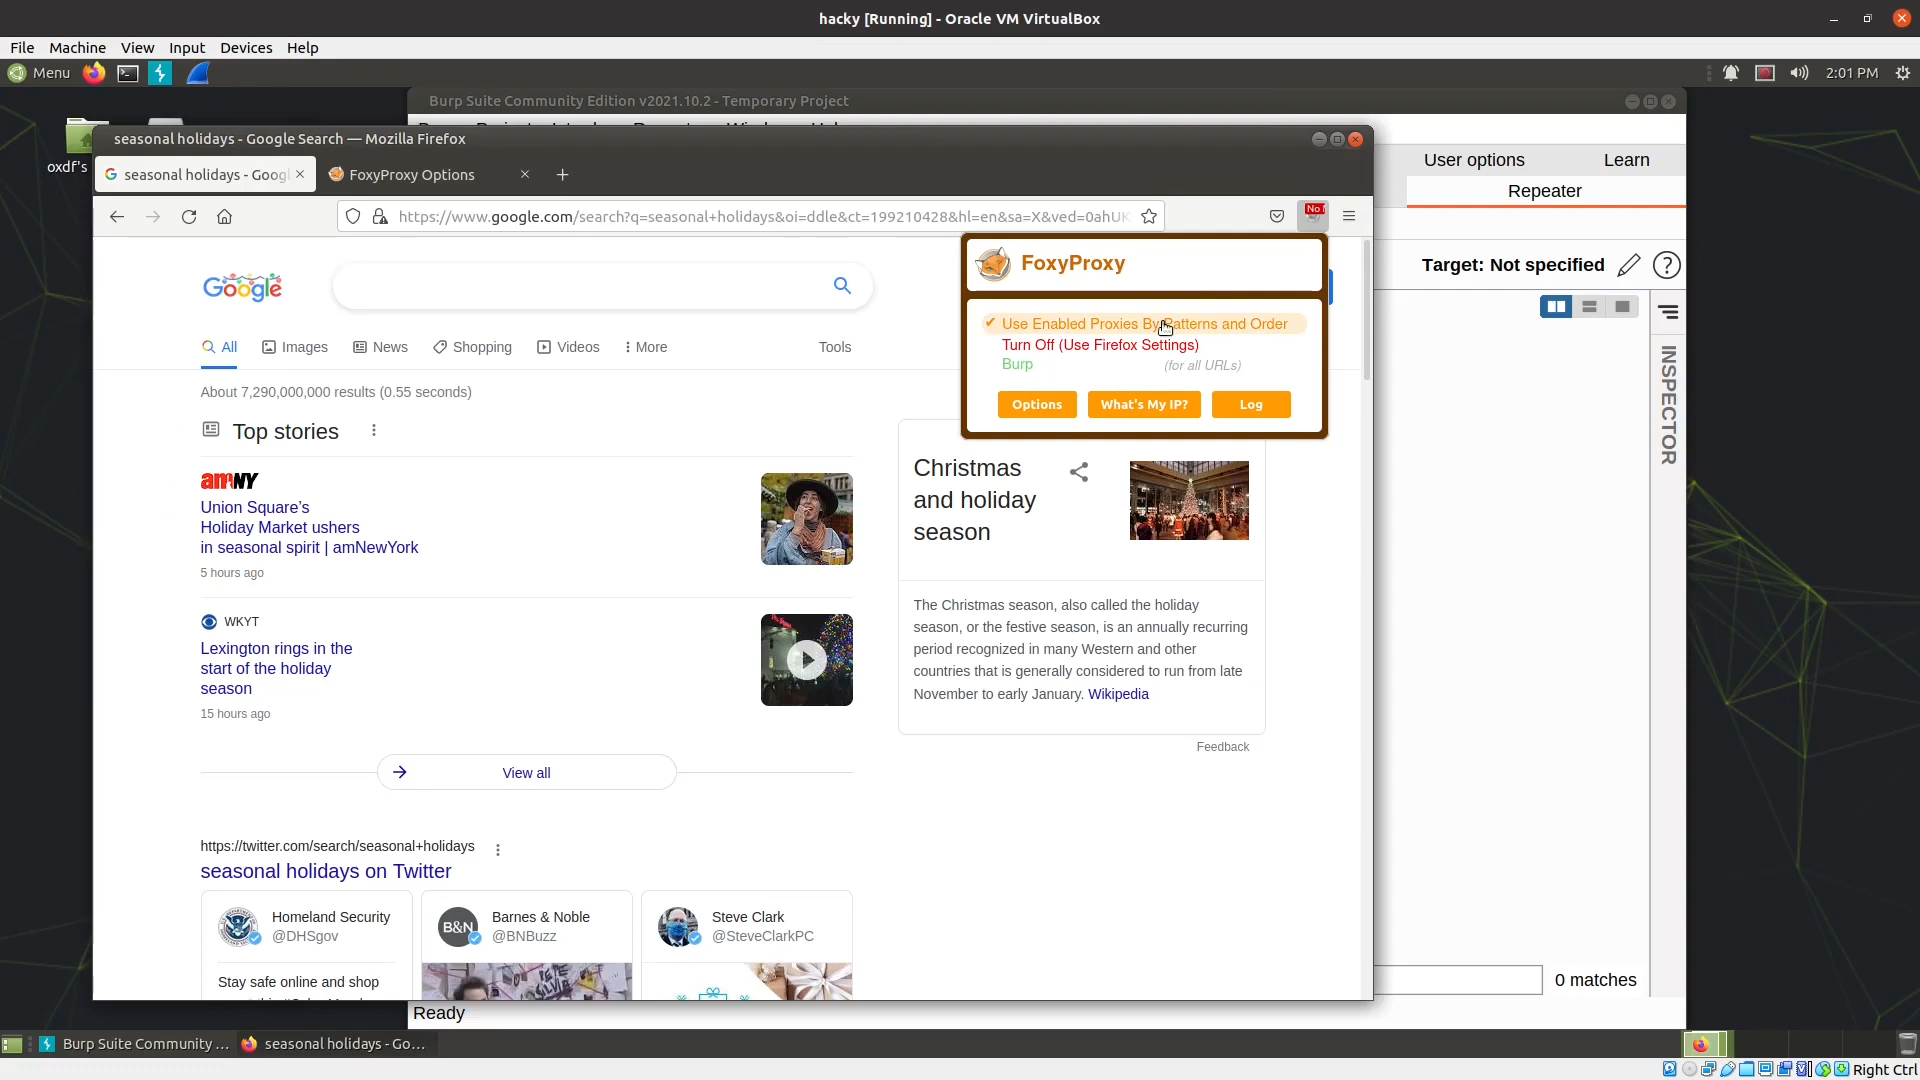 hacky [Running] - Oracle VM VirtualBox
File Machine View Input Devices Help
Menu
2:01 PM
oxdf's
Burp Suite Community Edition v2021.10.2 - Temporary Project
User options Learn
Repeater
Target: Not specified
INSPECTOR
0 matches
Ready
seasonal holidays - Google Search — Mozilla Firefox
seasonal holidays - Googl
FoxyProxy Options
https://www.google.com/search?q=seasonal+holidays&oi=ddle&ct=199210428&hl=en&sa=X&ved=0ahUK
No
FoxyProxy
✔ Use Enabled Proxies By Patterns and Order
Turn Off (Use Firefox Settings)
Burp (for all URLs)
Options What's My IP? Log
Google
All Images News Shopping Videos More Tools
About 7,290,000,000 results (0.55 seconds)
Top stories
amNY
Union Square's
Holiday Market ushers
in seasonal spirit | amNewYork
5 hours ago
WKYT
Lexington rings in the
start of the holiday
season
15 hours ago
View all
https://twitter.com/search/seasonal+holidays
seasonal holidays on Twitter
Homeland Security
@DHSgov
Stay safe online and shop
B&N
Barnes & Noble
@BNBuzz
Steve Clark
@SteveClarkPC
Christmas
and holiday
season
The Christmas season, also called the holiday
season, or the festive season, is an annually recurring
period recognized in many Western and other
countries that is generally considered to run from late
November to early January. Wikipedia
Feedback
Burp Suite Community ...
seasonal holidays - Go...
Right Ctrl